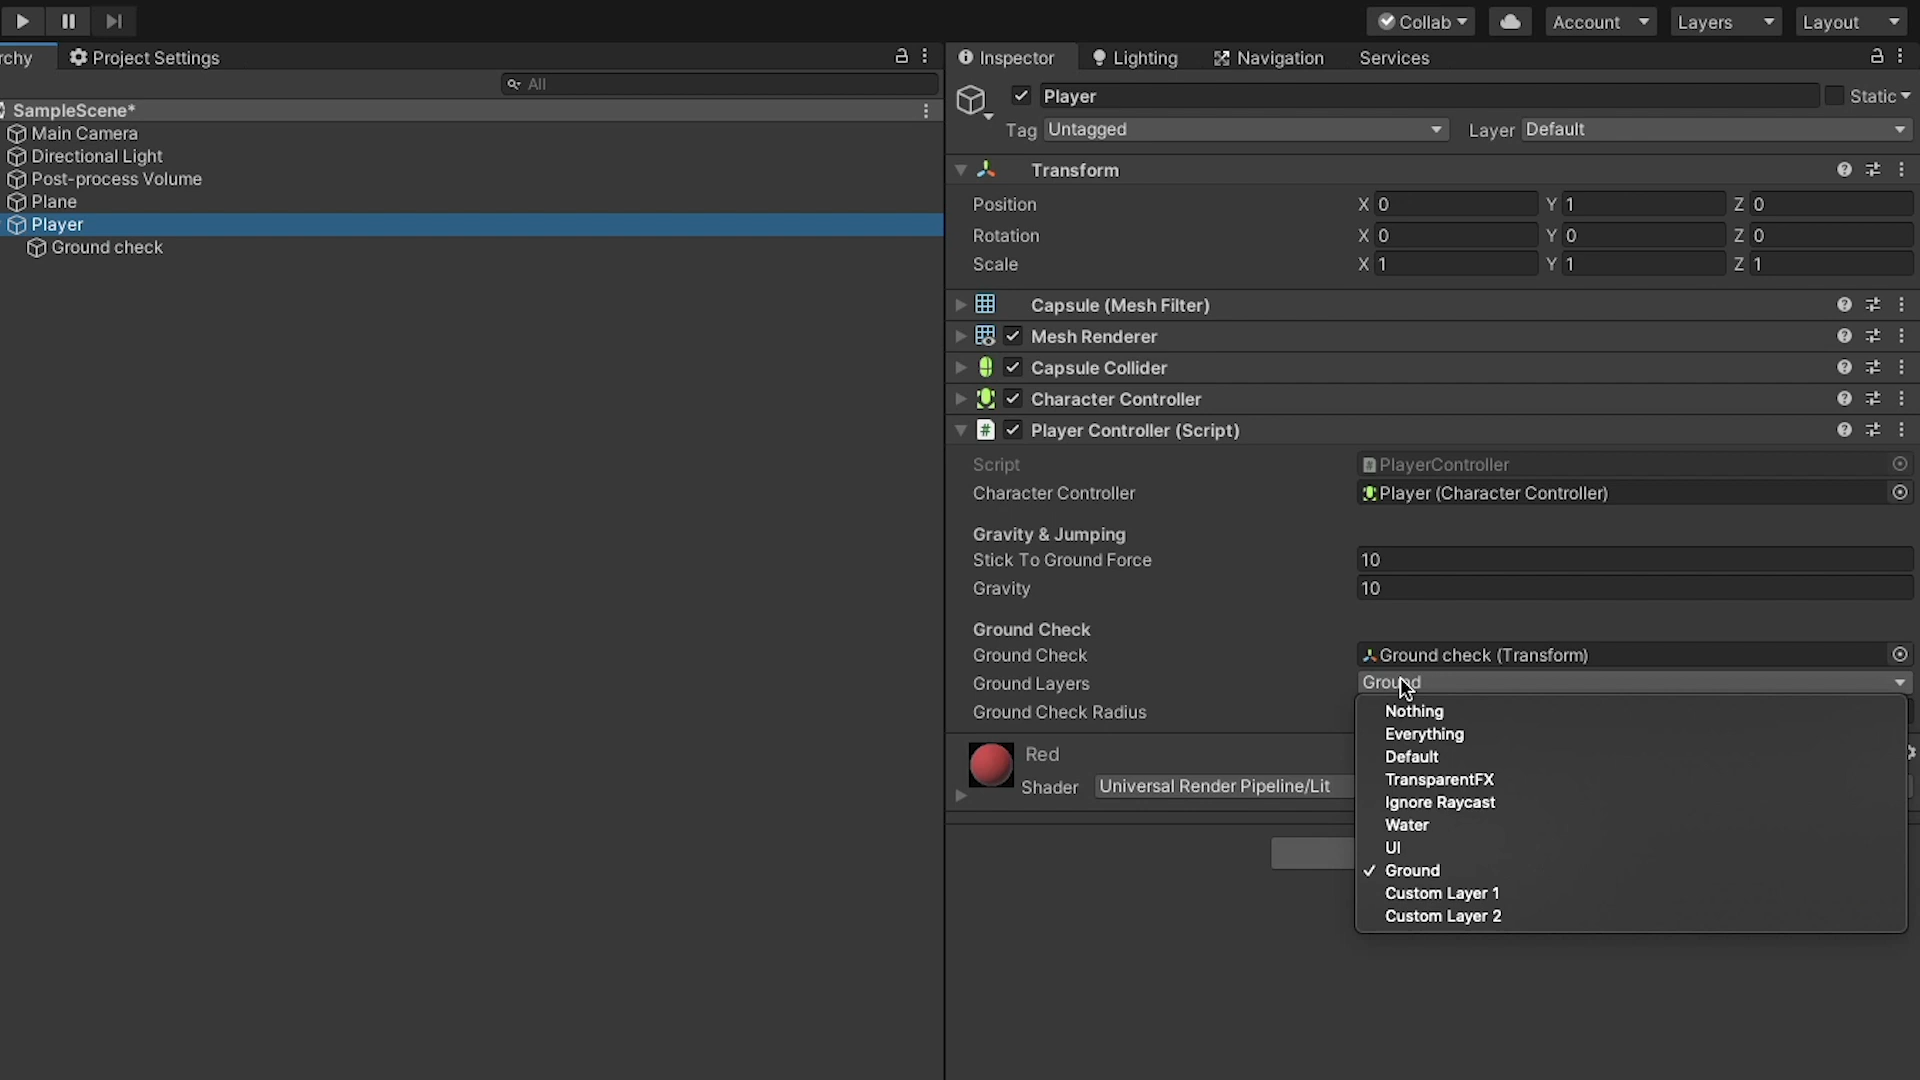 Collab
Account
Layers
Layout
rchy
Project Settings
Inspector
Lighting
Navigation
Services
All
SampleScene*
Main Camera
Directional Light
Post-process Volume
Plane
Player
Ground check
Player
Static
Tag Untagged
Layer Default
Transform
Position X 0 Y 1 Z 0
Rotation X 0 Y 0 Z 0
Scale X 1 Y 1 Z 1
Capsule (Mesh Filter)
Mesh Renderer
Capsule Collider
Character Controller
# Player Controller (Script)
Script # PlayerController
Character Controller Player (Character Controller)
Gravity & Jumping
Stick To Ground Force 10
Gravity 10
Ground Check
Ground Check Ground check (Transform)
Ground Layers Ground
Ground Check Radius
Red
Shader Universal Render Pipeline/Lit
Nothing
Everything
Default
TransparentFX
Ignore Raycast
Water
UI
✓ Ground
Custom Layer 1
Custom Layer 2